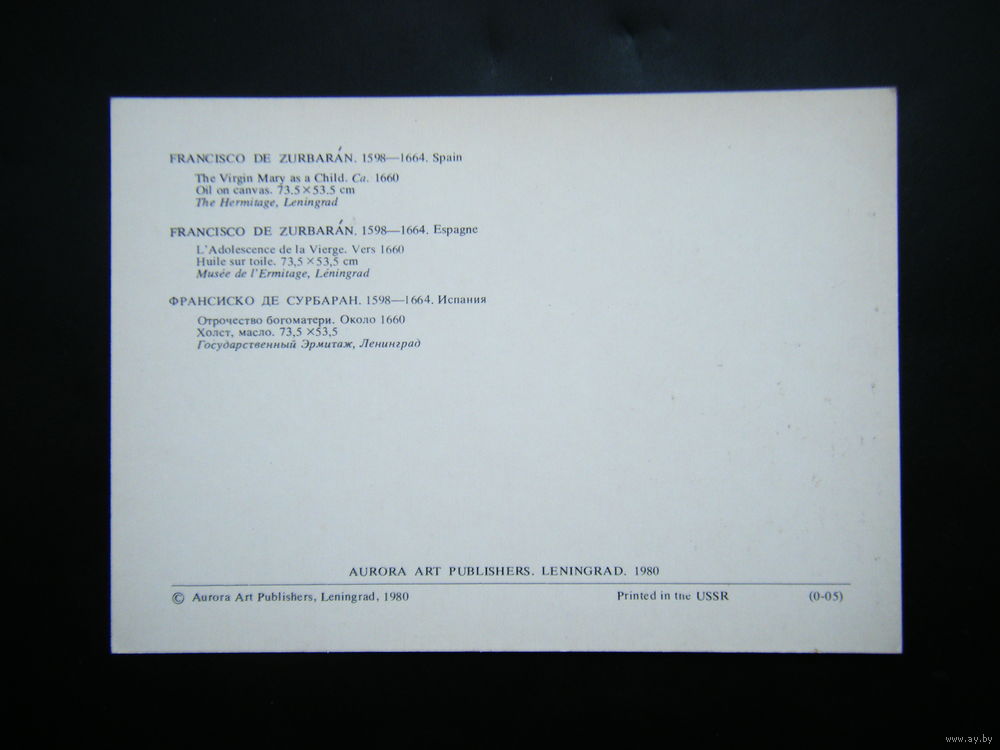 FRANCISCO DE ZURBARÁN. 1598—1664. Spain
The Virgin Mary as a Child. Ca. 1660
Oil on canvas. 73.5×53.5 cm
The Hermitage, Leningrad
FRANCISCO DE ZURBARÁN. 1598—1664. Espagne
L'Adolescence de la Vierge. Vers 1660
Huile sur toile. 73,5 ×53,5 cm
Musée de l'Ermitage, Léningrad
ФРАНСИСКО ДЕ СУРБАРАН. 1598—1664. Испания
Отрочество богоматери. Около 1660
Холст, масло. 73,5 ×53,5
Государственный Эрмитаж, Ленинград
AURORA ART PUBLISHERS. LENINGRAD. 1980
© Aurora Art Publishers, Leningrad, 1980 Printed in the USSR (0-05)
www.ay.by